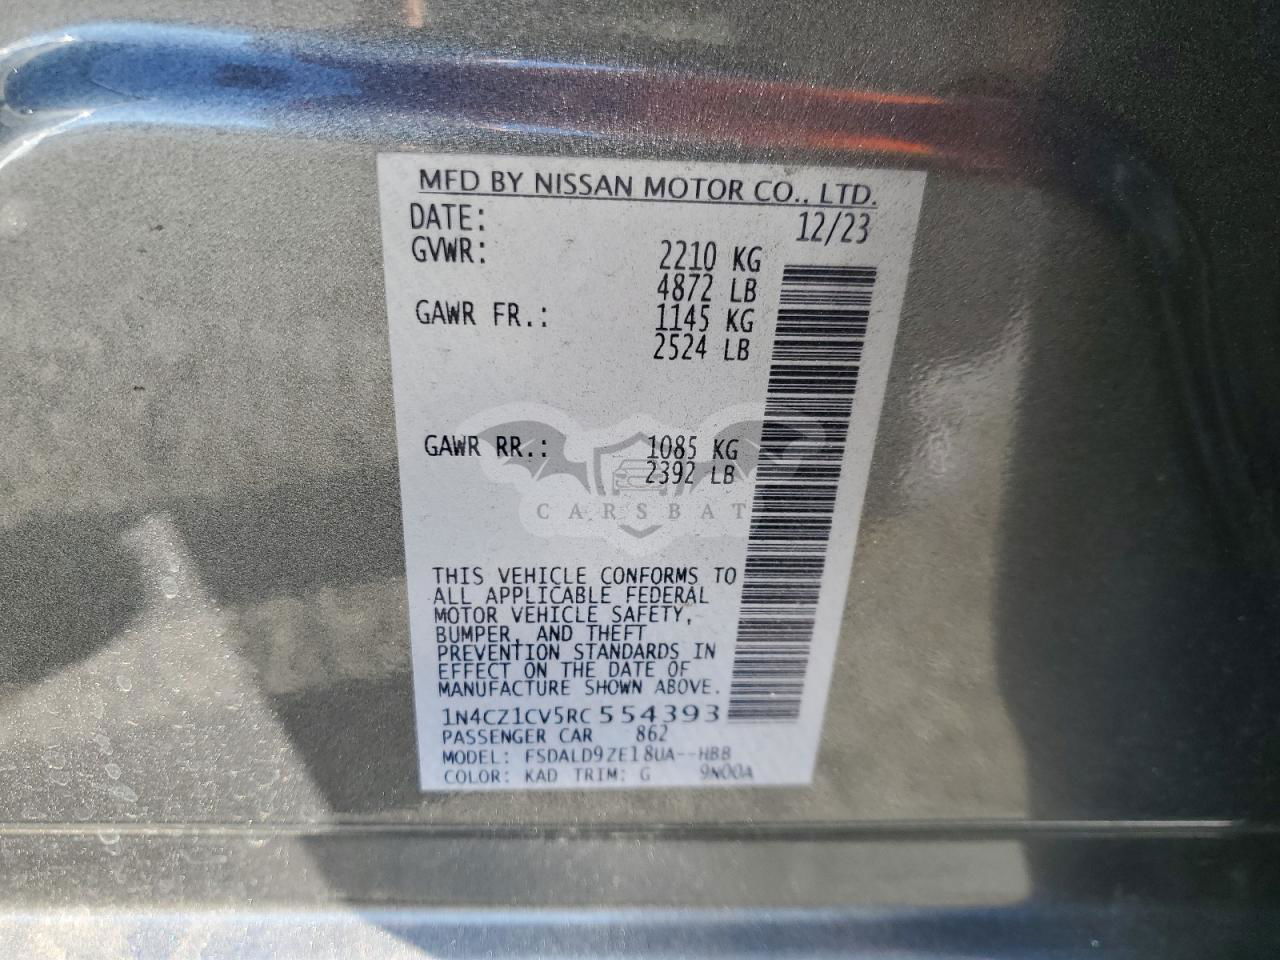 MFD BY NISSAN MOTOR CO., LTD.
DATE: 12/23
GVWR: 2210 KG
4872 LB
GAWR FR.: 1145 KG
2524 LB
GAWR RR.: 1085 KG
2392 LB
CARSBAT
THIS VEHICLE CONFORMS TO
ALL APPLICABLE FEDERAL
MOTOR VEHICLE SAFETY,
BUMPER, AND THEFT
PREVENTION STANDARDS IN
EFFECT ON THE DATE OF
MANUFACTURE SHOWN ABOVE.
1N4CZ1CV5RC554393
PASSENGER CAR 862
MODEL: FSDALD9ZE18UA--HBB
COLOR: KAD TRIM: G 9N00A